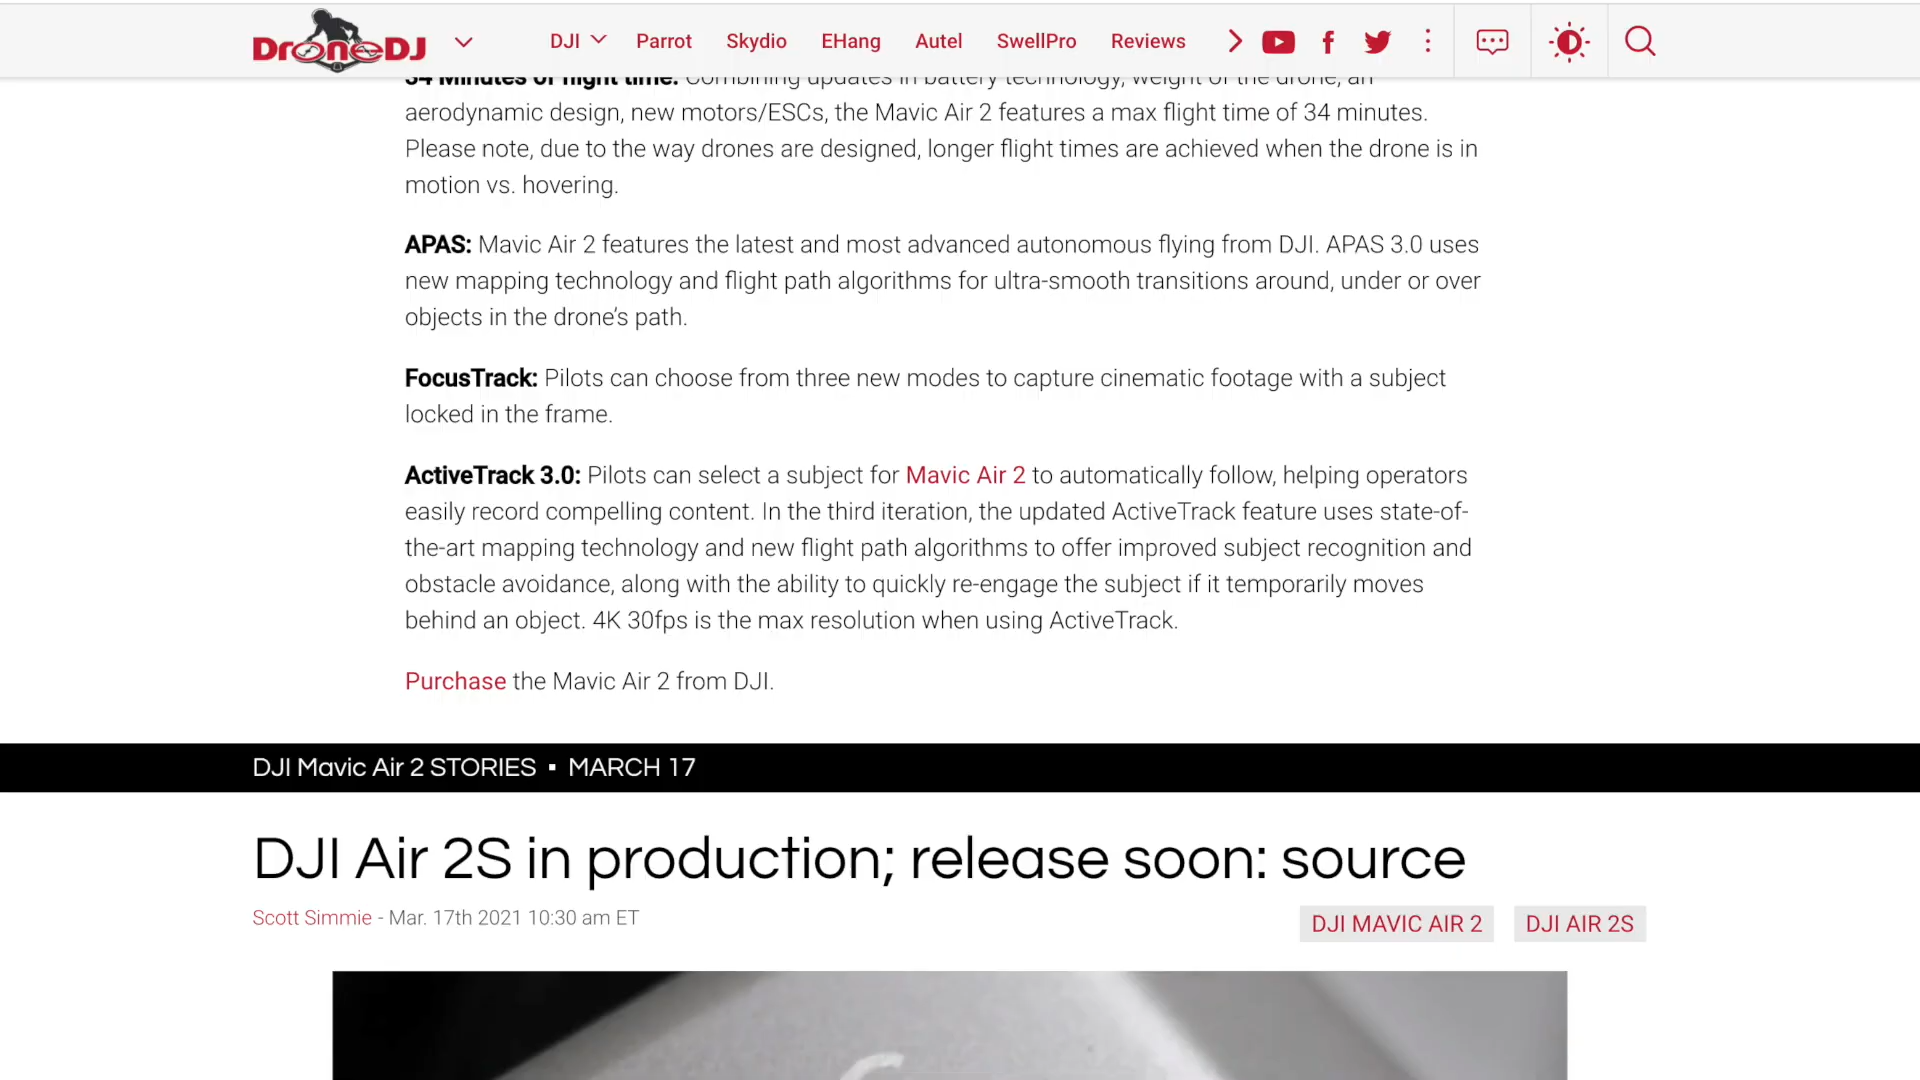 DroneDJ
DJI Parrot Skydio EHang Autel SwellPro Reviews
34 Minutes of flight time: Combining updates in battery technology, weight of the drone, an
aerodynamic design, new motors/ESCs, the Mavic Air 2 features a max flight time of 34 minutes.
Please note, due to the way drones are designed, longer flight times are achieved when the drone is in
motion vs. hovering.
APAS: Mavic Air 2 features the latest and most advanced autonomous flying from DJI. APAS 3.0 uses
new mapping technology and flight path algorithms for ultra-smooth transitions around, under or over
objects in the drone’s path.
FocusTrack: Pilots can choose from three new modes to capture cinematic footage with a subject
locked in the frame.
ActiveTrack 3.0: Pilots can select a subject for Mavic Air 2 to automatically follow, helping operators
easily record compelling content. In the third iteration, the updated ActiveTrack feature uses state-of-
the-art mapping technology and new flight path algorithms to offer improved subject recognition and
obstacle avoidance, along with the ability to quickly re-engage the subject if it temporarily moves
behind an object. 4K 30fps is the max resolution when using ActiveTrack.
Purchase the Mavic Air 2 from DJI.
DJI Mavic Air 2 STORIES ▪ MARCH 17
DJI Air 2S in production; release soon: source
Scott Simmie - Mar. 17th 2021 10:30 am ET
DJI MAVIC AIR 2 DJI AIR 2S